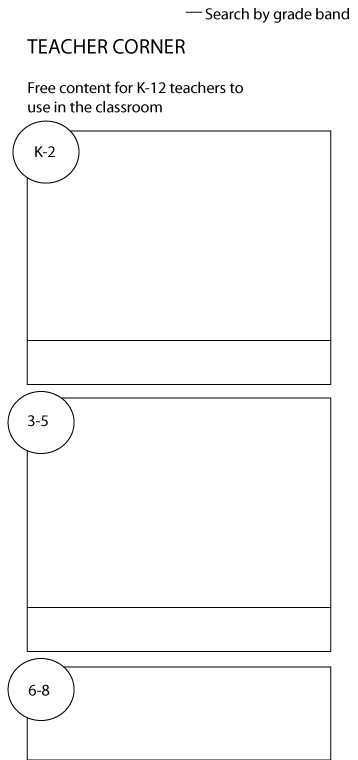 Search by grade band
TEACHER CORNER
Free content for K-12 teachers to
use in the classroom
K-2
3-5
6-8